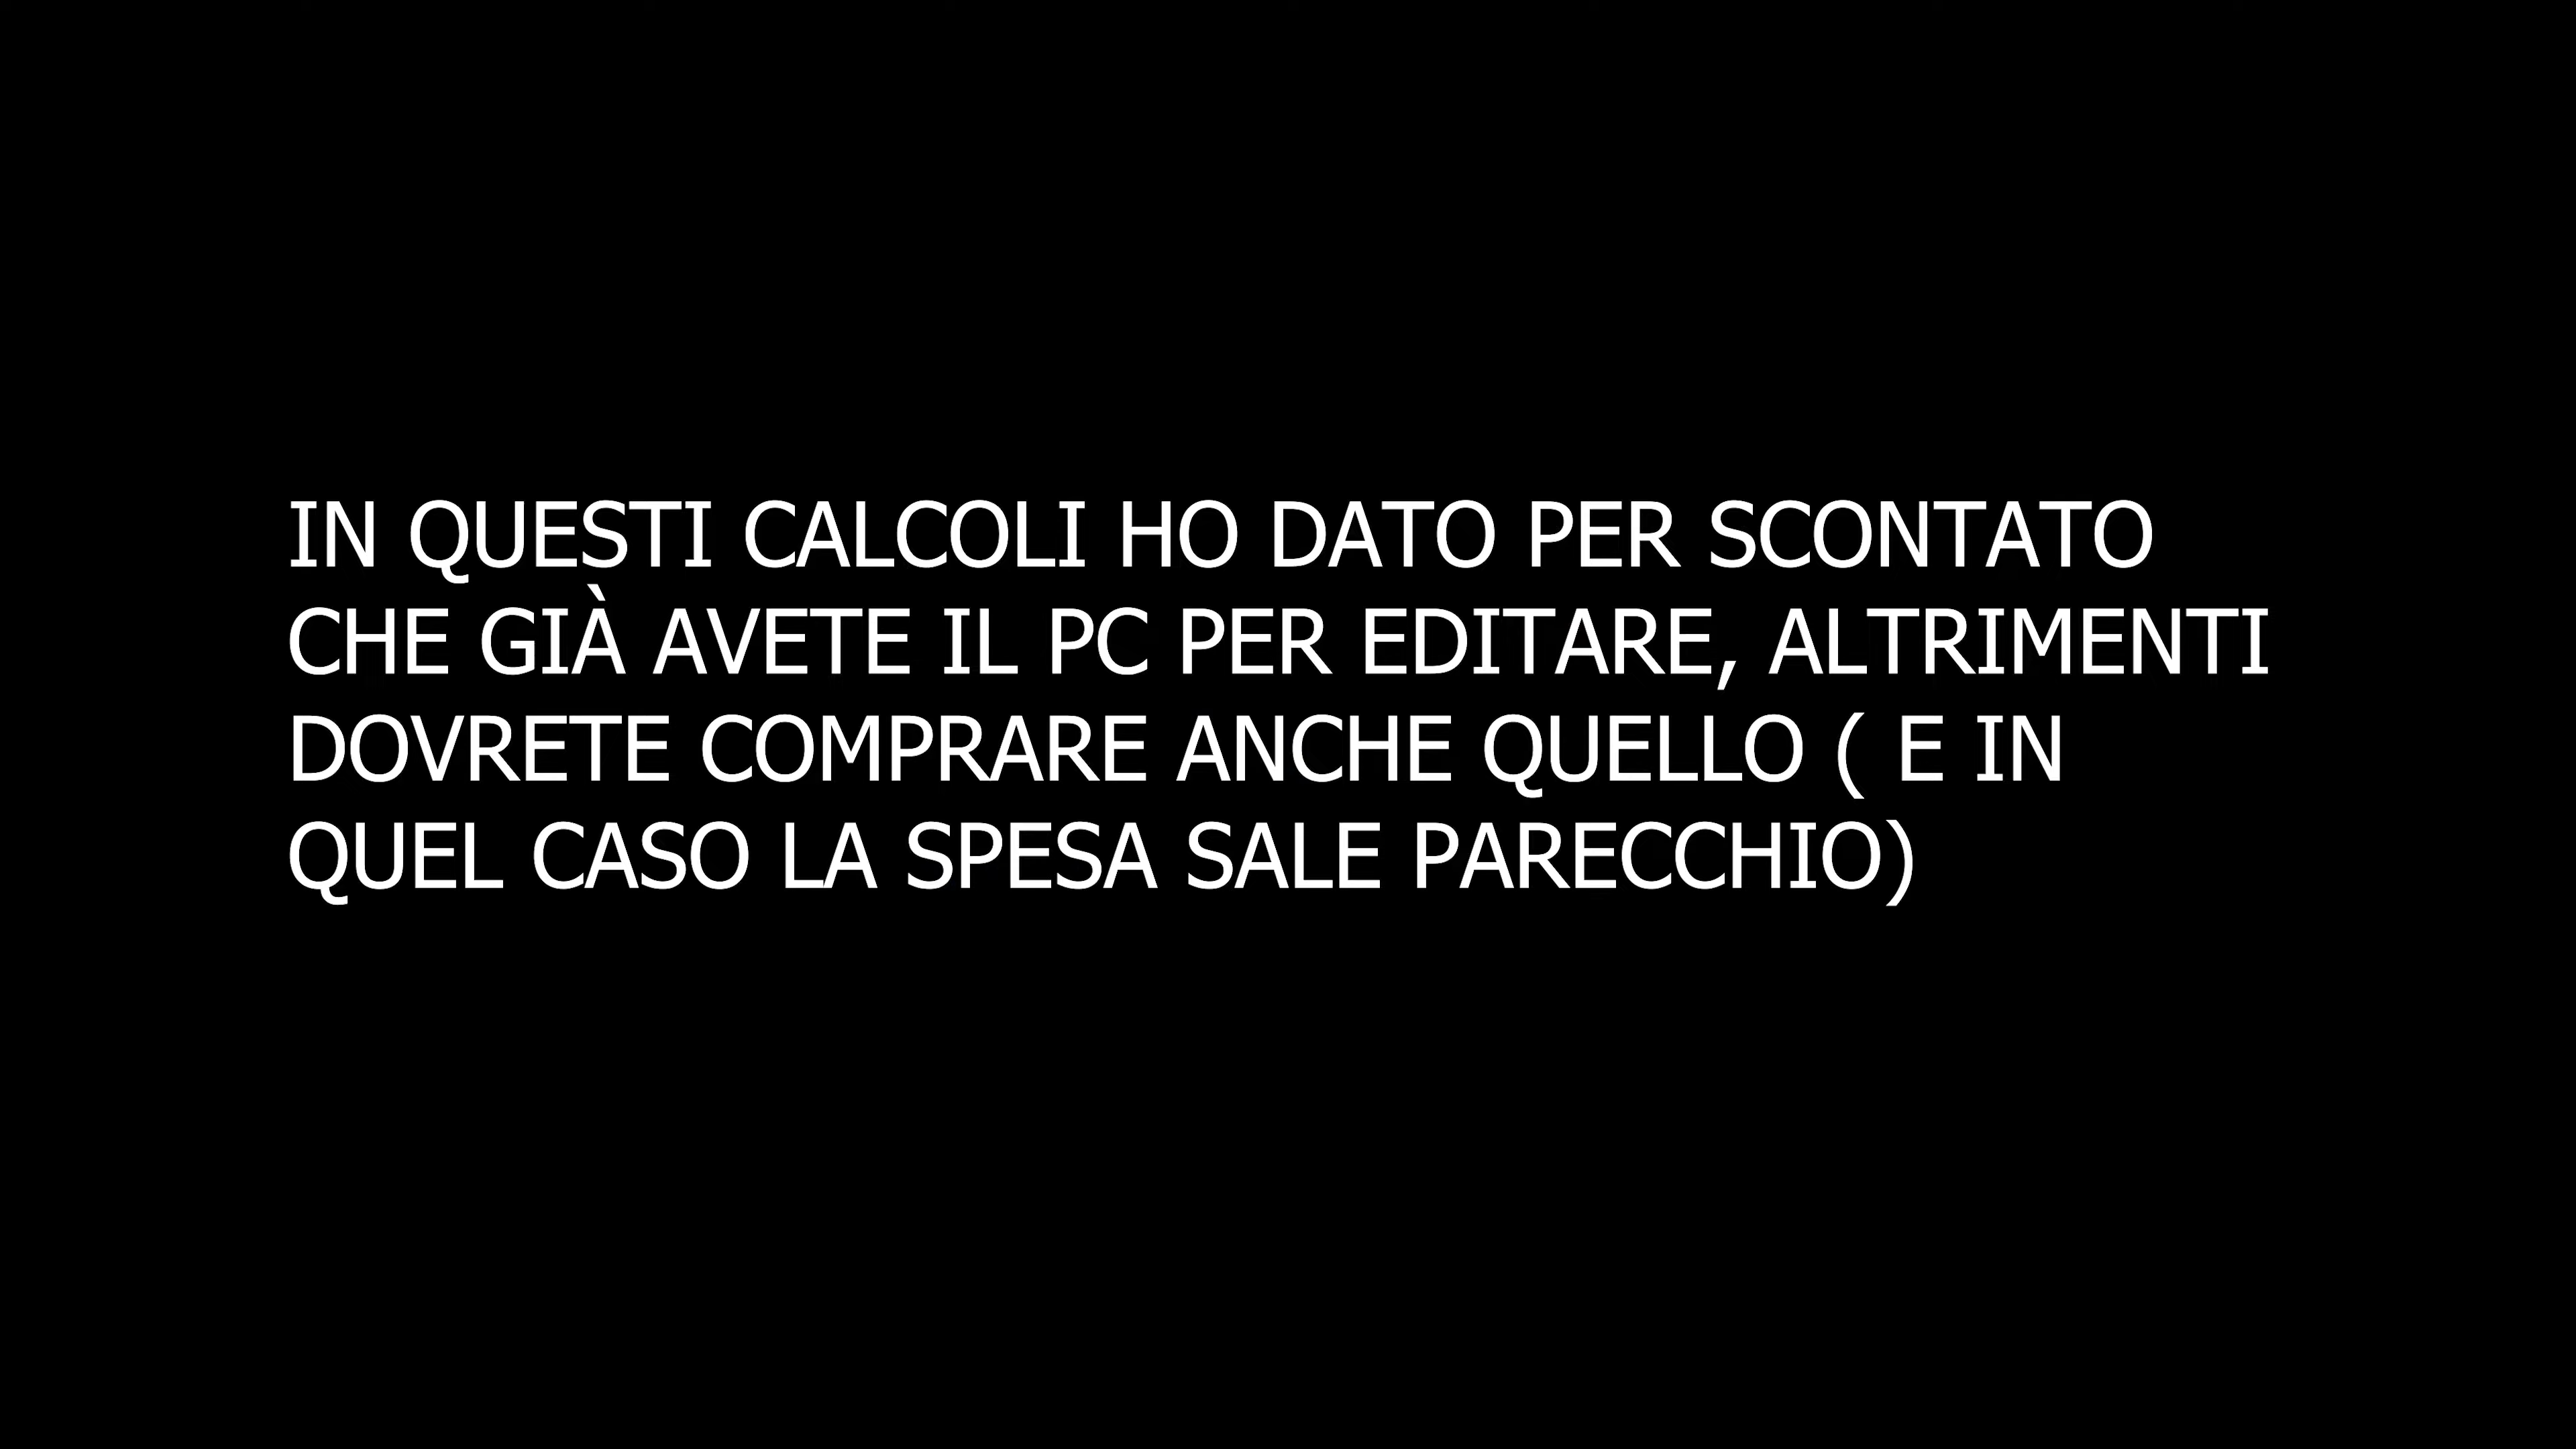 IN QUESTI CALCOLI HO DATO PER SCONTATO
CHE GIÀ AVETE IL PC PER EDITARE, ALTRIMENTI
DOVRETE COMPRARE ANCHE QUELLO ( E IN
QUEL CASO LA SPESA SALE PARECCHIO)